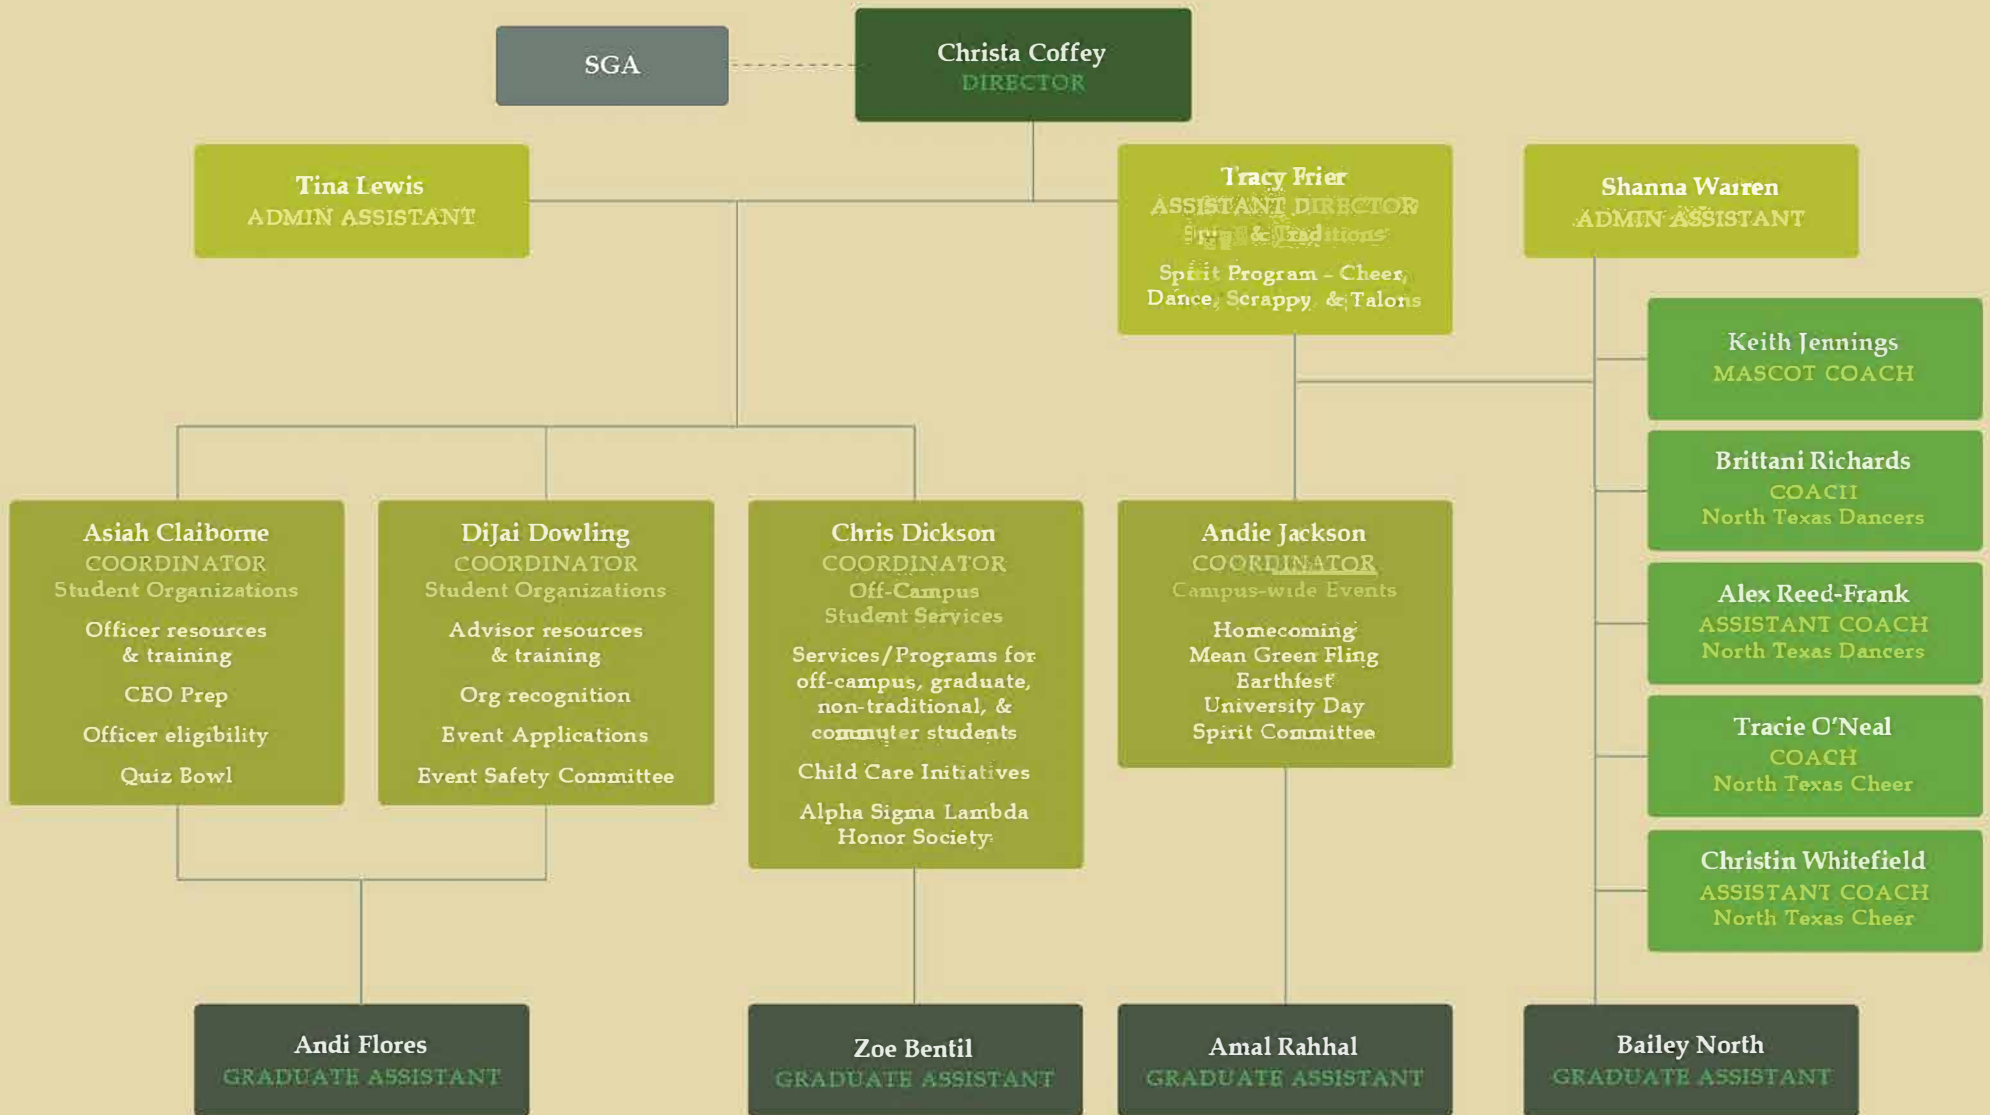 SGA
Christa Coffey
DIRECTOR
Tina Lewis
ADMIN ASSISTANT
Tracy Frier
ASSISTANT DIRECTOR
& Traditions
Spirit Program - Cheer,
Dance, Scrappy, & Talons
Shanna Warren
ADMIN ASSISTANT
Keith Jennings
MASCOT COACH
Brittani Richards
COACH
North Texas Dancers
Alex Reed-Frank
ASSISTANT COACH
North Texas Dancers
Tracie O'Neal
COACH
North Texas Cheer
Christin Whitefield
ASSISTANT COACH
North Texas Cheer
Asiah Claiborne
COORDINATOR
Student Organizations
Officer resources
& training
CEO Prep
Officer eligibility
Quiz Bowl
DiJai Dowling
COORDINATOR
Student Organizations
Advisor resources
& training
Org recognition
Event Applications
Event Safety Committee
Chris Dickson
COORDINATOR
Off-Campus
Student Services
Services/Programs for
off-campus, graduate,
non-traditional, &
commuter students
Child Care Initiatives
Alpha Sigma Lambda
Honor Society
Andie Jackson
COORDINATOR
Campus-wide Events
Homecoming
Mean Green Fling
Earthfest
University Day
Spirit Committee
Andi Flores
GRADUATE ASSISTANT
Zoe Bentil
GRADUATE ASSISTANT
Amal Rahhal
GRADUATE ASSISTANT
Bailey North
GRADUATE ASSISTANT